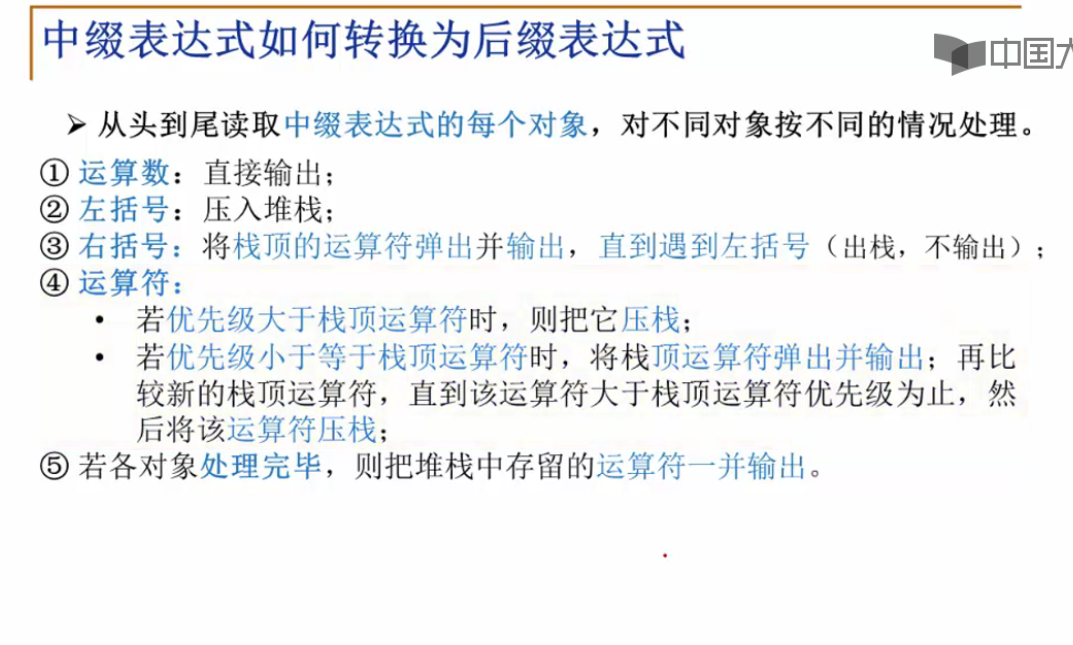 中缀表达式如何转换为后缀表达式
中国大
➢ 从头到尾读取中缀表达式的每个对象，对不同对象按不同的情况处理。
① 运算数：直接输出；
② 左括号：压入堆栈；
③ 右括号：将栈顶的运算符弹出并输出，直到遇到左括号（出栈，不输出）；
④ 运算符：
• 若优先级大于栈顶运算符时，则把它压栈；
• 若优先级小于等于栈顶运算符时，将栈顶运算符弹出并输出；再比
较新的栈顶运算符，直到该运算符大于栈顶运算符优先级为止，然
后将该运算符压栈；
⑤ 若各对象处理完毕，则把堆栈中存留的运算符一并输出。